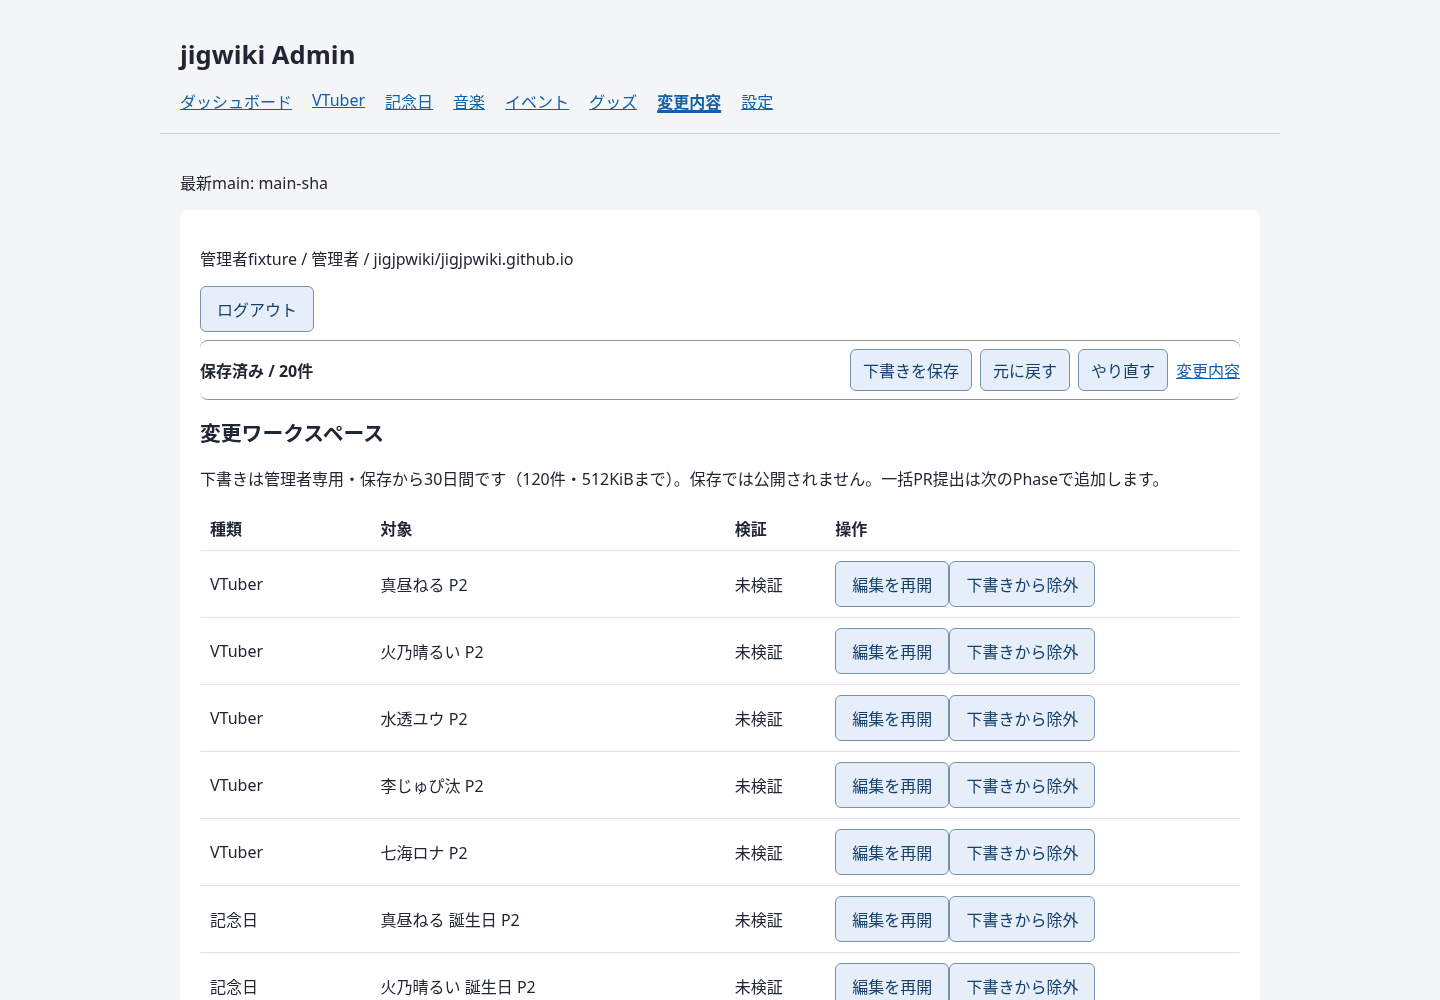 jigwiki Admin
ダッシュボード VTuber 記念日 音楽 イベント グッズ 変更内容 設定
最新main: main-sha
管理者fixture / 管理者 / jigjpwiki/jigjpwiki.github.io
ログアウト
保存済み / 20件 下書きを保存 元に戻す やり直す 変更内容
変更ワークスペース
下書きは管理者専用・保存から30日間です（120件・512KiBまで）。保存では公開されません。一括PR提出は次のPhaseで追加します。
種類 対象 検証 操作
VTuber 真昼ねる P2 未検証 編集を再開 下書きから除外
VTuber 火乃晴るい P2 未検証 編集を再開 下書きから除外
VTuber 水透ユウ P2 未検証 編集を再開 下書きから除外
VTuber 李じゅぴ汰 P2 未検証 編集を再開 下書きから除外
VTuber 七海ロナ P2 未検証 編集を再開 下書きから除外
記念日 真昼ねる 誕生日 P2 未検証 編集を再開 下書きから除外
記念日 火乃晴るい 誕生日 P2 未検証 編集を再開 下書きから除外